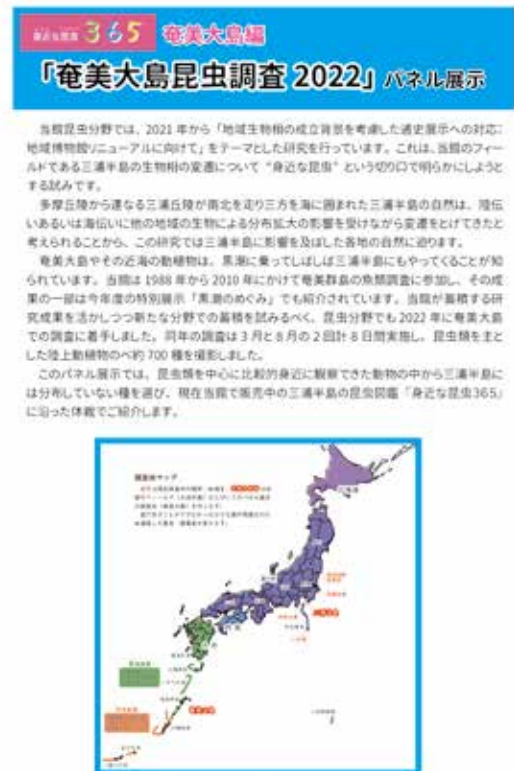 身近な昆虫 365 奄美大島編
「奄美大島昆虫調査 2022」パネル展示
当館昆虫分野では、2021 年から「地域生物相の成立背景を考慮した通史展示への対応:
地域博物館リニューアルに向けて」をテーマとした研究を行っています。これは、当館のフィー
ルドである三浦半島の生物相の変遷について“身近な昆虫”という切り口で明らかにしようと
する試みです。
多摩丘陵から連なる三浦丘陵が南北を走り三方を海に囲まれた三浦半島の自然は、陸伝
いあるいは海伝いに他の地域の生物による分布拡大の影響を受けながら変遷をとげてきたと
考えられることから、この研究では三浦半島に影響を及ぼした各地の自然に迫ります。
奄美大島やその近海の動植物は、黒潮に乗ってしばしば三浦半島にもやってくることが知
られています。当館は 1988 年から 2010 年にかけて奄美群島の魚類調査に参加し、その成
果の一部は今年度の特別展示「黒潮のめぐみ」でも紹介されています。当館が蓄積する研
究成果を活かしつつ新たな分野での蓄積を試みるべく、昆虫分野でも 2022 年に奄美大島
での調査に着手しました。同年の調査は 3 月と 8 月の 2 回計 8 日間実施し、昆虫類を主と
した陸上動植物のべ約 700 種を撮影しました。
このパネル展示では、昆虫類を中心に比較的身近に観察できた動物の中から三浦半島に
は分布していない種を選び、現在当館で販売中の三浦半島の昆虫図鑑「身近な昆虫365」
に沿った体裁でご紹介します。
調査地マップ
北海道